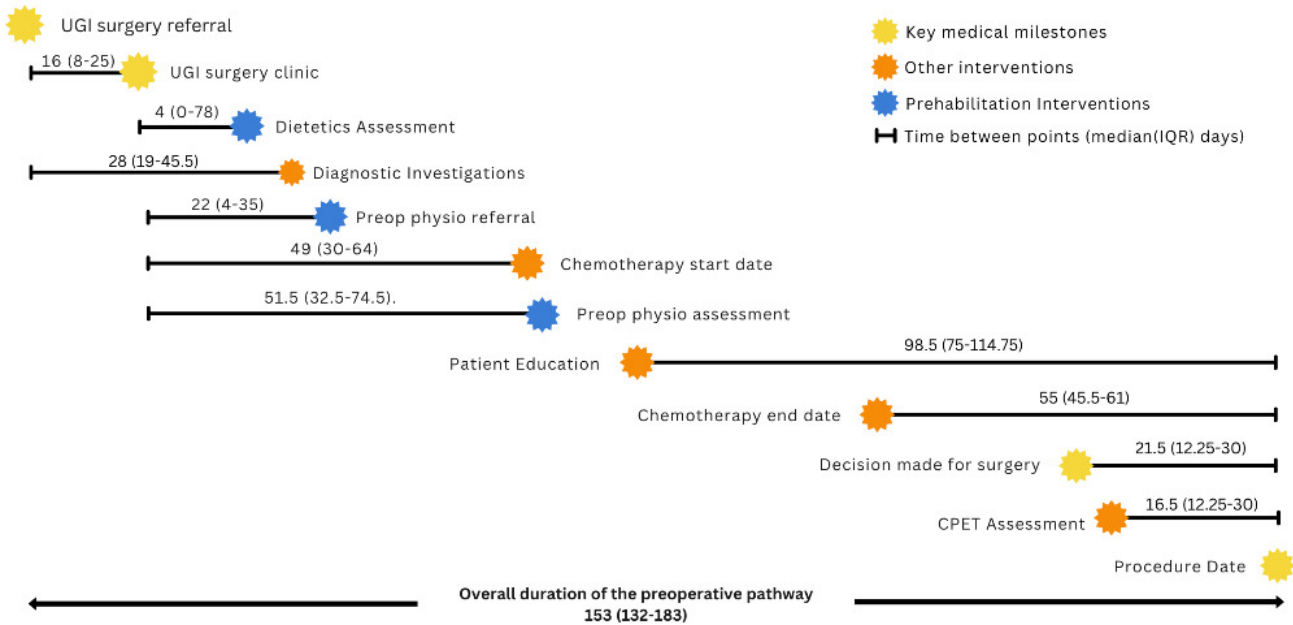 UGI surgery referral
Key medical milestones
16 (8-25)
UGI surgery clinic
Other interventions
4 (0-78)
Dietetics Assessment
Prehabilitation Interventions
Time between points (median(IQR) days)
28 (19-45.5)
Diagnostic Investigations
22 (4-35)
Preop physio referral
49 (30-64)
Chemotherapy start date
51.5 (32.5-74.5).
Preop physio assessment
98.5 (75-114.75)
Patient Education
55 (45.5-61)
Chemotherapy end date
21.5 (12.25-30)
Decision made for surgery
16.5 (12.25-30)
CPET Assessment
Procedure Date
Overall duration of the preoperative pathway
153 (132-183)